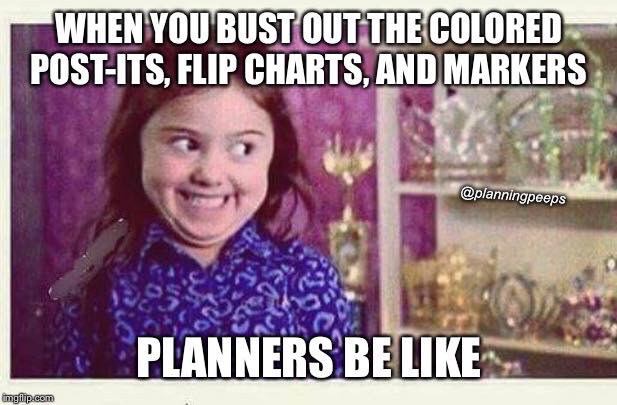 WHEN YOU BUST OUT THE COLORED
POST-ITS, FLIP CHARTS, AND MARKERS
@planningpeeps
PLANNERS BE LIKE
imgflip.com